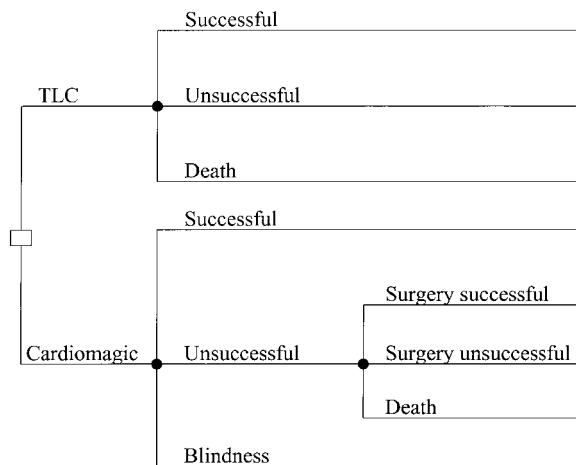 Successful
TLC
Unsuccessful
Death
Successful
Surgery successful
Cardiomagic
Unsuccessful
Surgery unsuccessful
Death
Blindness